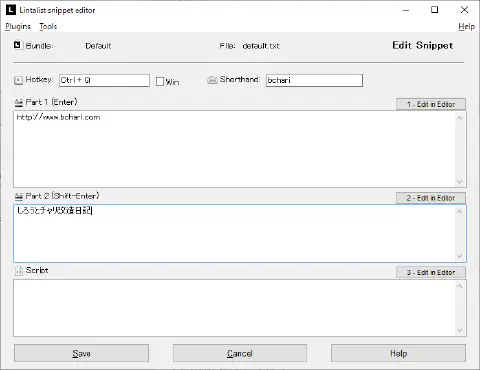 Lintalist snippet editor
Plugins Tools Help
Bundle: Default File: default.txt Edit Snippet
Hotkey: Ctrl + Q Win Shorthand: bchari
Part 1 (Enter) 1 - Edit in Editor
http://www.bchari.com
Part 2 (Shift-Enter) 2 - Edit in Editor
しろうとチャリ改造日記
Script 3 - Edit in Editor
Save Cancel Help